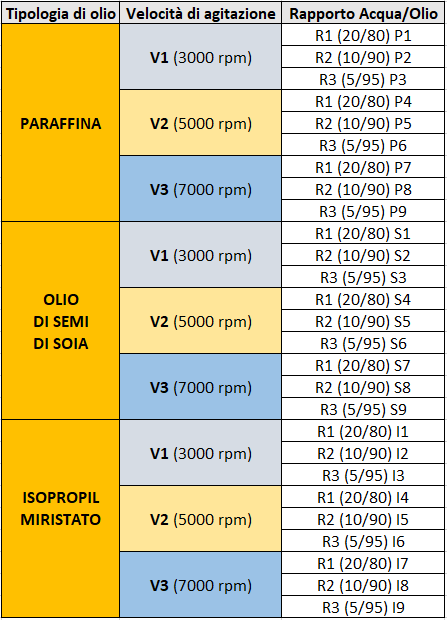 Tipologia di olio Velocità di agitazione Rapporto Acqua/Olio
PARAFFINA
V1 (3000 rpm)
R1 (20/80) P1
R2 (10/90) P2
R3 (5/95) P3
V2 (5000 rpm)
R1 (20/80) P4
R2 (10/90) P5
R3 (5/95) P6
V3 (7000 rpm)
R1 (20/80) P7
R2 (10/90) P8
R3 (5/95) P9
OLIO
DI SEMI
DI SOIA
V1 (3000 rpm)
R1 (20/80) S1
R2 (10/90) S2
R3 (5/95) S3
V2 (5000 rpm)
R1 (20/80) S4
R2 (10/90) S5
R3 (5/95) S6
V3 (7000 rpm)
R1 (20/80) S7
R2 (10/90) S8
R3 (5/95) S9
ISOPROPIL
MIRISTATO
V1 (3000 rpm)
R1 (20/80) I1
R2 (10/90) I2
R3 (5/95) I3
V2 (5000 rpm)
R1 (20/80) I4
R2 (10/90) I5
R3 (5/95) I6
V3 (7000 rpm)
R1 (20/80) I7
R2 (10/90) I8
R3 (5/95) I9